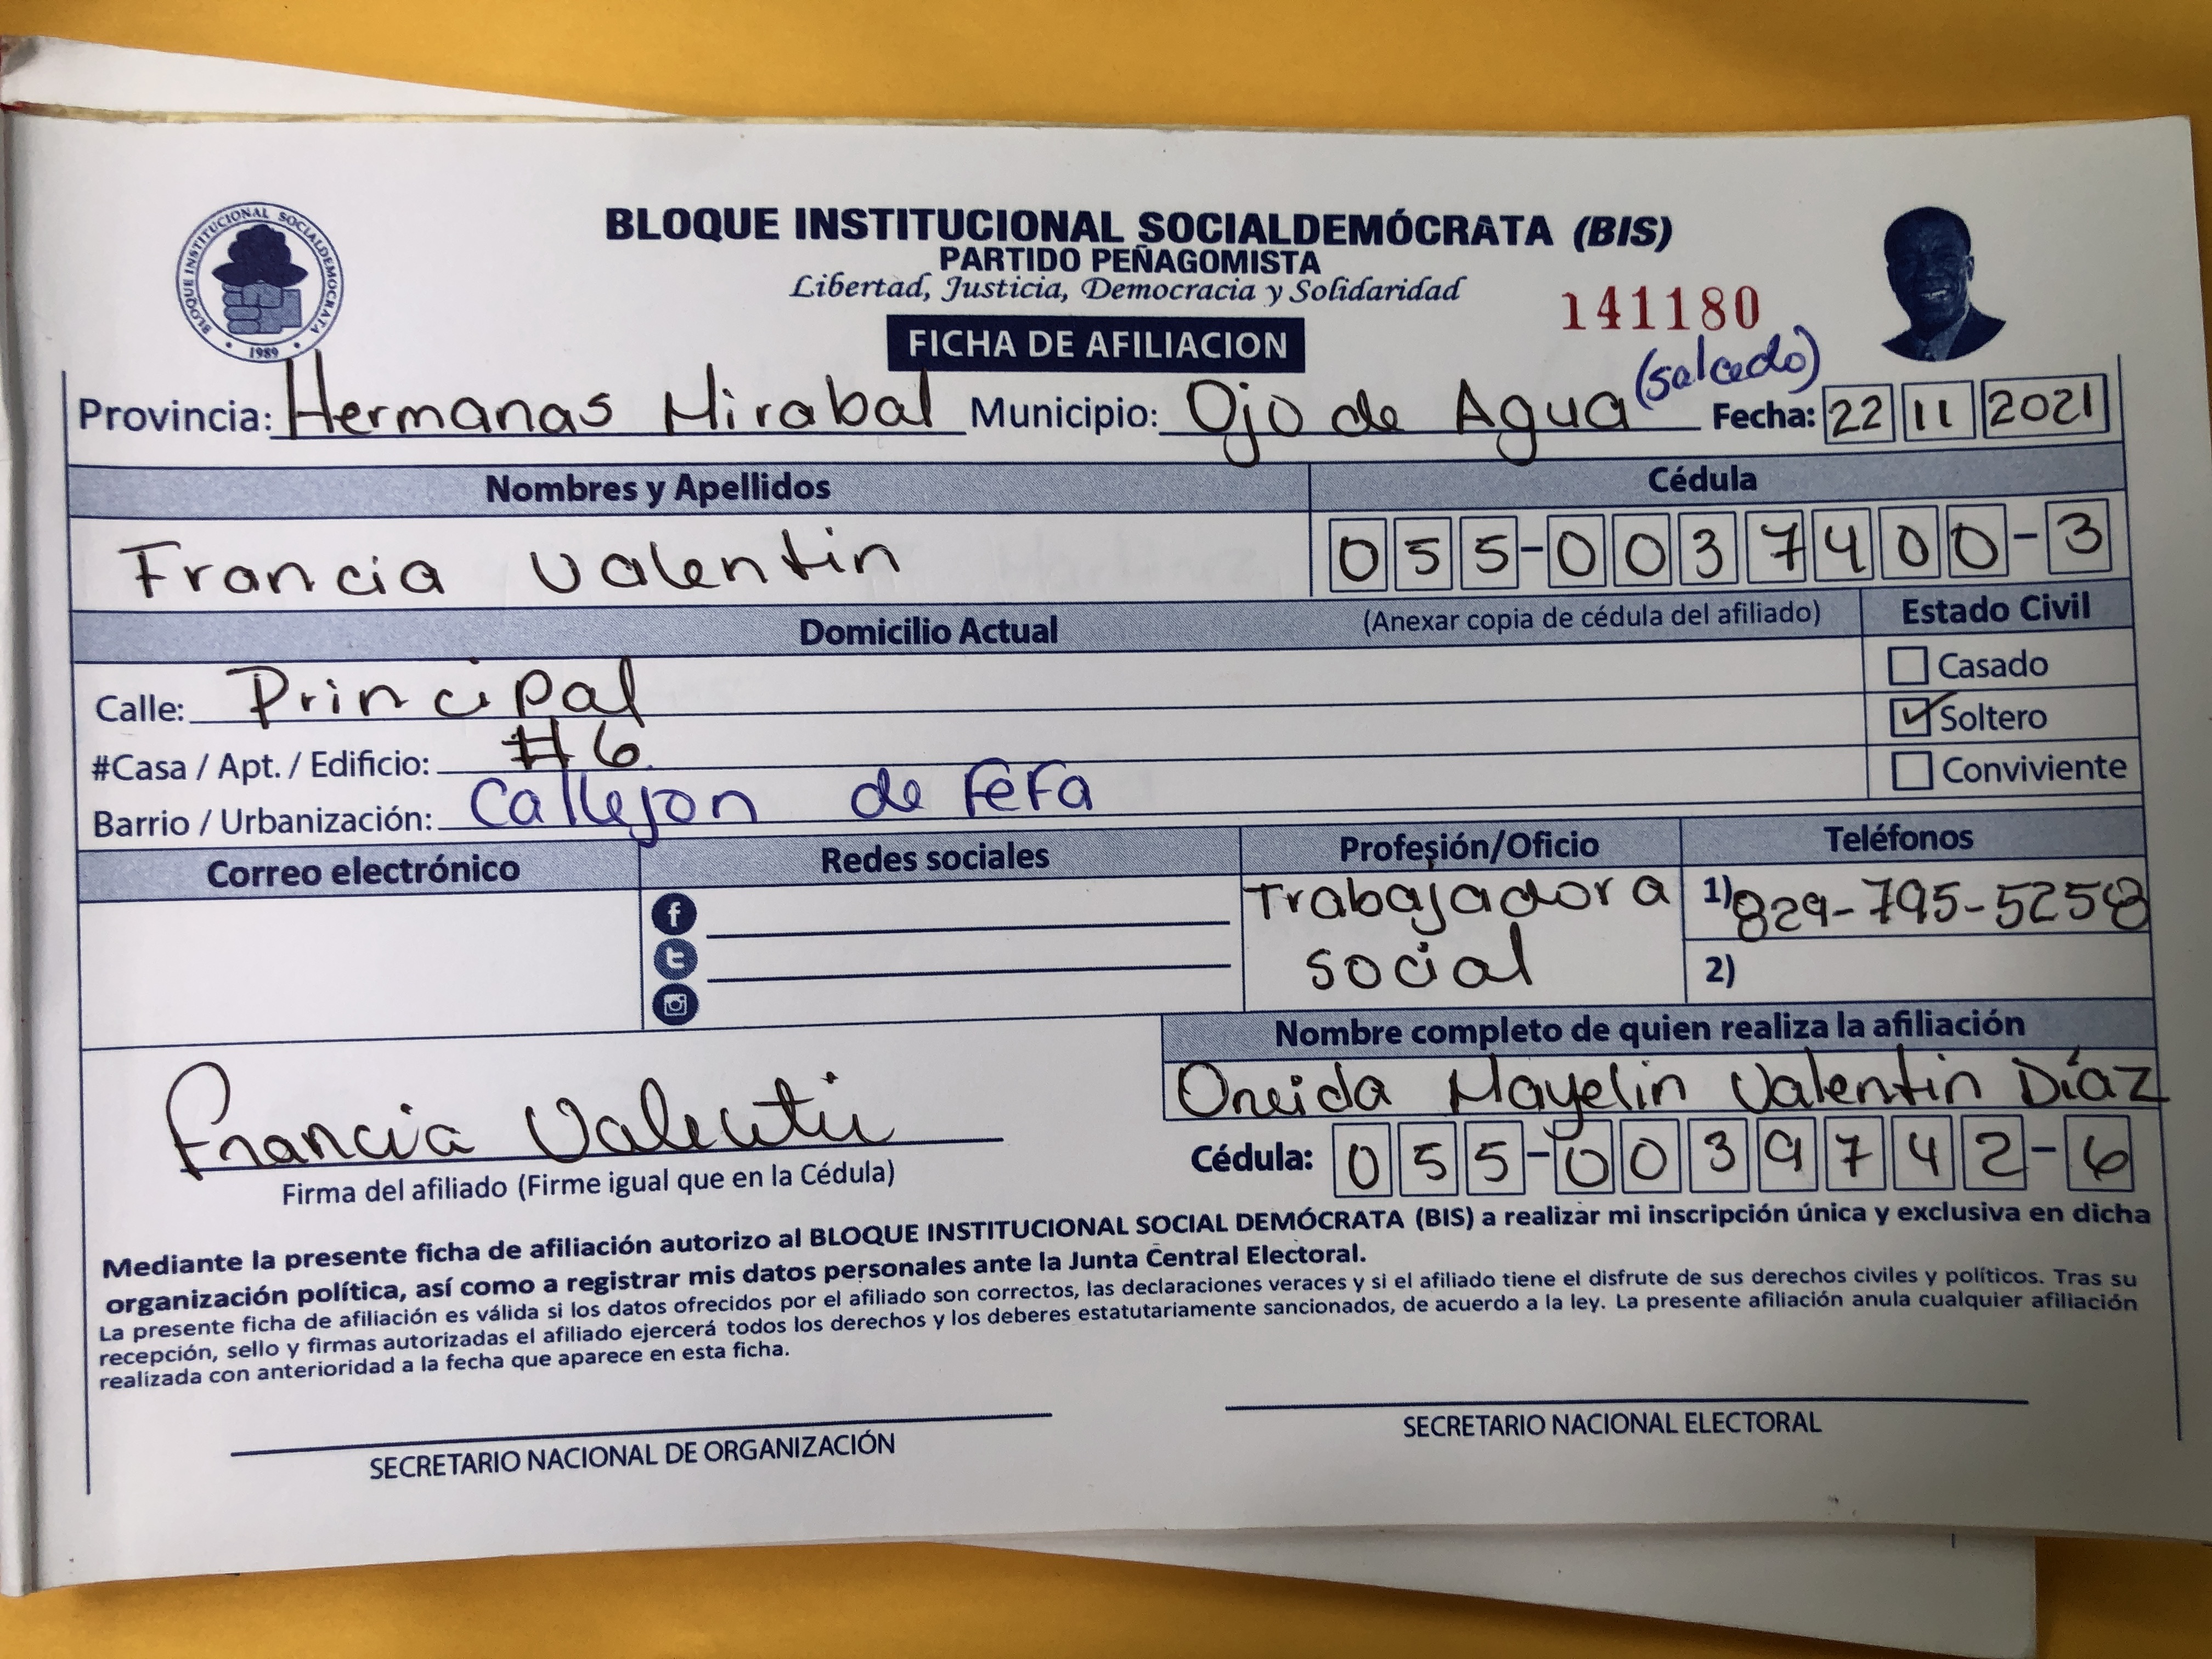 BLOQUE INSTITUCIONAL SOCIALDEMOCRATA
1989
BLOQUE INSTITUCIONAL SOCIALDEMÓCRATA (BIS)
PARTIDO PEÑAGOMISTA
Libertad, Justicia, Democracia y Solidaridad
141180
FICHA DE AFILIACION
(salcedo)
Provincia: Hermanas Mirabal Municipio: Ojo de Agua Fecha: 22 11 2021
Nombres y Apellidos Cédula
Francia Valentin 055-0037400-3
Domicilio Actual (Anexar copia de cédula del afiliado) Estado Civil
Calle: Principal
Casado
#Casa / Apt. / Edificio: #6
Soltero
Barrio / Urbanización: Callejon de FeFa
Conviviente
Correo electrónico Redes sociales Profesión/Oficio Teléfonos
Trabajadora 1) 829-795-5258
social 2)
Nombre completo de quien realiza la afiliación
Oneida Mayelin Valentin Díaz
Francia Valentin
Cédula: 055-0039742-6
Firma del afiliado (Firme igual que en la Cédula)
Mediante la presente ficha de afiliación autorizo al BLOQUE INSTITUCIONAL SOCIAL DEMÓCRATA (BIS) a realizar mi inscripción única y exclusiva en dicha
organización política, así como a registrar mis datos personales ante la Junta Central Electoral.
La presente ficha de afiliación es válida si los datos ofrecidos por el afiliado son correctos, las declaraciones veraces y si el afiliado tiene el disfrute de sus derechos civiles y políticos. Tras su
recepción, sello y firmas autorizadas el afiliado ejercerá todos los derechos y los deberes estatutariamente sancionados, de acuerdo a la ley. La presente afiliación anula cualquier afiliación
realizada con anterioridad a la fecha que aparece en esta ficha.
SECRETARIO NACIONAL DE ORGANIZACIÓN SECRETARIO NACIONAL ELECTORAL